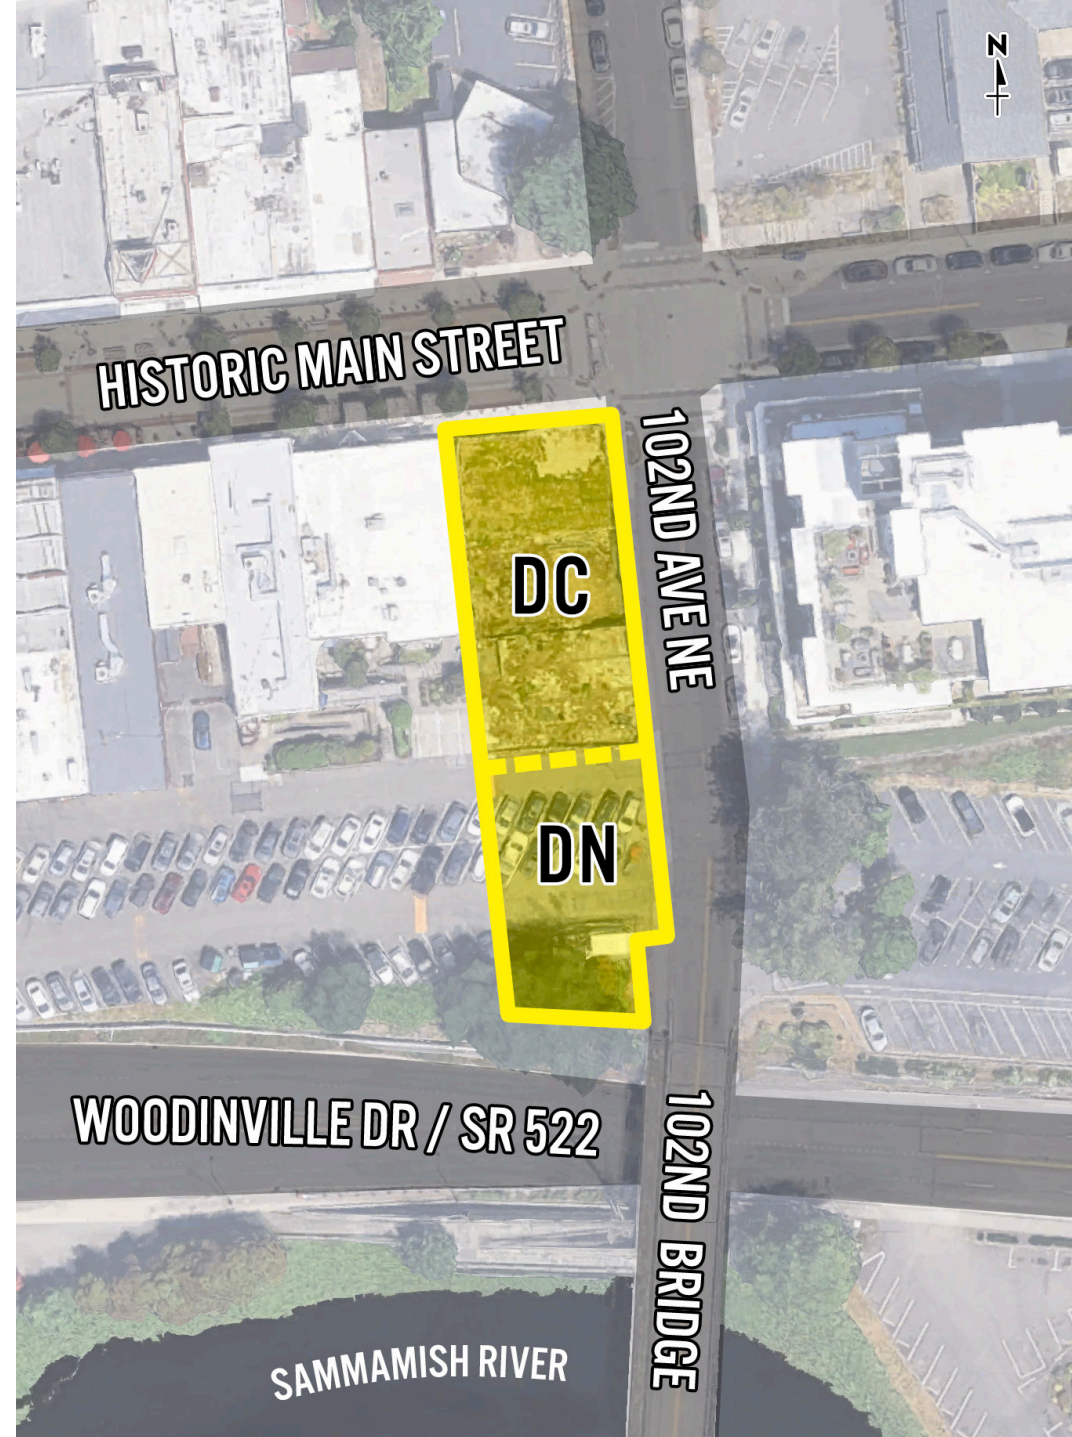 N
HISTORIC MAIN STREET
102ND AVE NE
DC
DN
WOODINVILLE DR / SR 522
102ND BRIDGE
SAMMAMISH RIVER